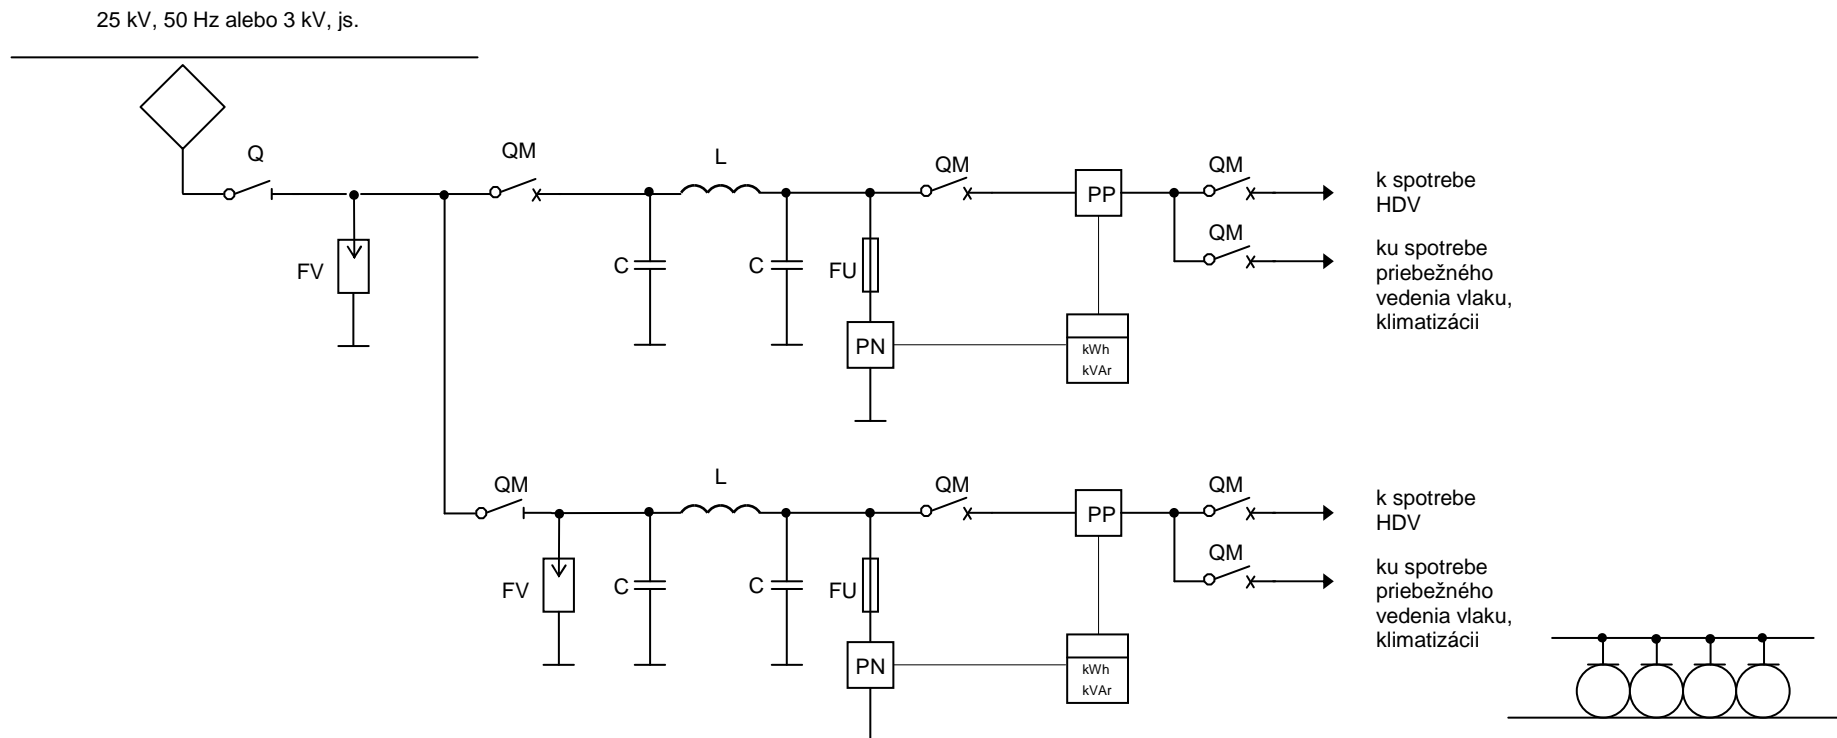 25 kV, 50 Hz alebo 3 kV, js.
Q
QM
L
QM
QM
PP
k spotrebe
HDV
QM
ku spotrebe
priebežného
vedenia vlaku,
klimatizácii
FV
C
C
FU
PN
kWh
kVAr
QM
L
QM
QM
PP
k spotrebe
HDV
QM
ku spotrebe
priebežného
vedenia vlaku,
klimatizácii
FV
C
C
FU
PN
kWh
kVAr